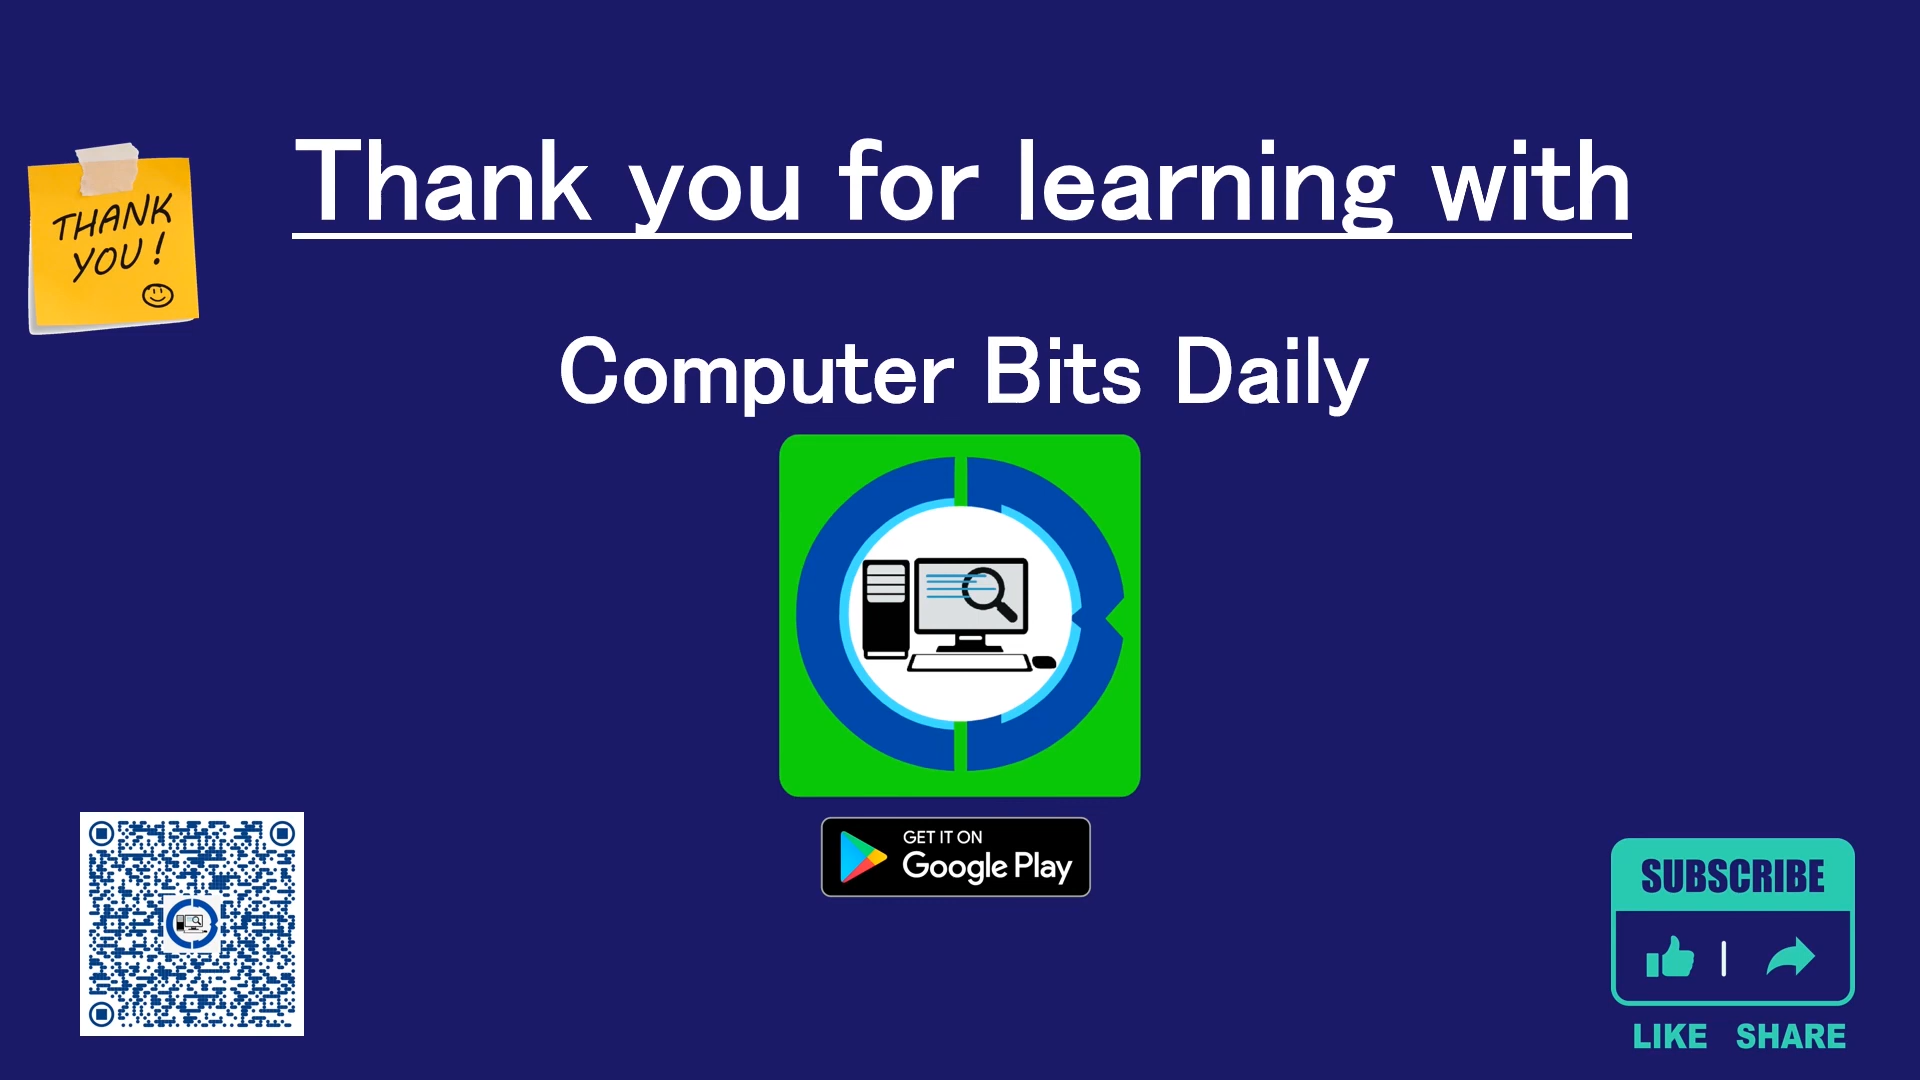 Thank you for learning with
THANK
YOU !
Computer Bits Daily
GET IT ON
Google Play
SUBSCRIBE
LIKE SHARE